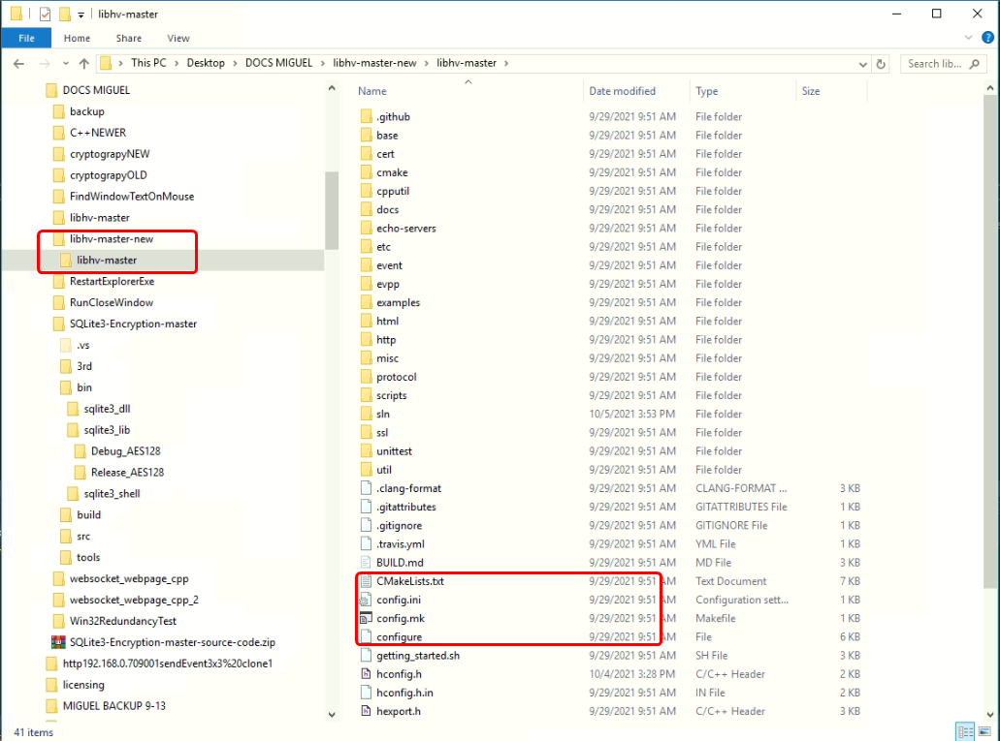 libhv-master
File Home Share View
This PC > Desktop > DOCS MIGUEL > libhv-master-new > libhv-master > Search lib...
DOCS MIGUEL
backup
C++NEWER
cryptograpyNEW
cryptograpyOLD
FindWindowTextOnMouse
libhv-master
libhv-master-new
libhv-master
RestartExplorerExe
RunCloseWindow
SQLite3-Encryption-master
.vs
3rd
bin
sqlite3_dll
sqlite3_lib
Debug_AES128
Release_AES128
sqlite3_shell
build
src
tools
websocket_webpage_cpp
websocket_webpage_cpp_2
Win32RedundancyTest
SQLite3-Encryption-master-source-code.zip
http192.168.0.709001sendEvent3x3%20clone1
licensing
MIGUEL BACKUP 9-13
Name Date modified Type Size
.github 9/29/2021 9:51 AM File folder
base 9/29/2021 9:51 AM File folder
cert 9/29/2021 9:51 AM File folder
cmake 9/29/2021 9:51 AM File folder
cpputil 9/29/2021 9:51 AM File folder
docs 9/29/2021 9:51 AM File folder
echo-servers 9/29/2021 9:51 AM File folder
etc 9/29/2021 9:51 AM File folder
event 9/29/2021 9:51 AM File folder
evpp 9/29/2021 9:51 AM File folder
examples 9/29/2021 9:51 AM File folder
html 9/29/2021 9:51 AM File folder
http 9/29/2021 9:51 AM File folder
misc 9/29/2021 9:51 AM File folder
protocol 9/29/2021 9:51 AM File folder
scripts 9/29/2021 9:51 AM File folder
sln 10/5/2021 3:53 PM File folder
ssl 9/29/2021 9:51 AM File folder
unittest 9/29/2021 9:51 AM File folder
util 9/29/2021 9:51 AM File folder
.clang-format 9/29/2021 9:51 AM CLANG-FORMAT ... 3 KB
.gitattributes 9/29/2021 9:51 AM GITATTRIBUTES File 1 KB
.gitignore 9/29/2021 9:51 AM GITIGNORE File 1 KB
.travis.yml 9/29/2021 9:51 AM YML File 1 KB
BUILD.md 9/29/2021 9:51 AM MD File 3 KB
CMakeLists.txt 9/29/2021 9:51 AM Text Document 7 KB
config.ini 9/29/2021 9:51 AM Configuration sett... 1 KB
config.mk 9/29/2021 9:51 AM Makefile 1 KB
configure 9/29/2021 9:51 AM File 6 KB
getting_started.sh 9/29/2021 9:51 AM SH File 3 KB
hconfig.h 10/4/2021 3:28 PM C/C++ Header 2 KB
hconfig.h.in 9/29/2021 9:51 AM IN File 2 KB
hexport.h 9/29/2021 9:51 AM C/C++ Header 3 KB
41 items